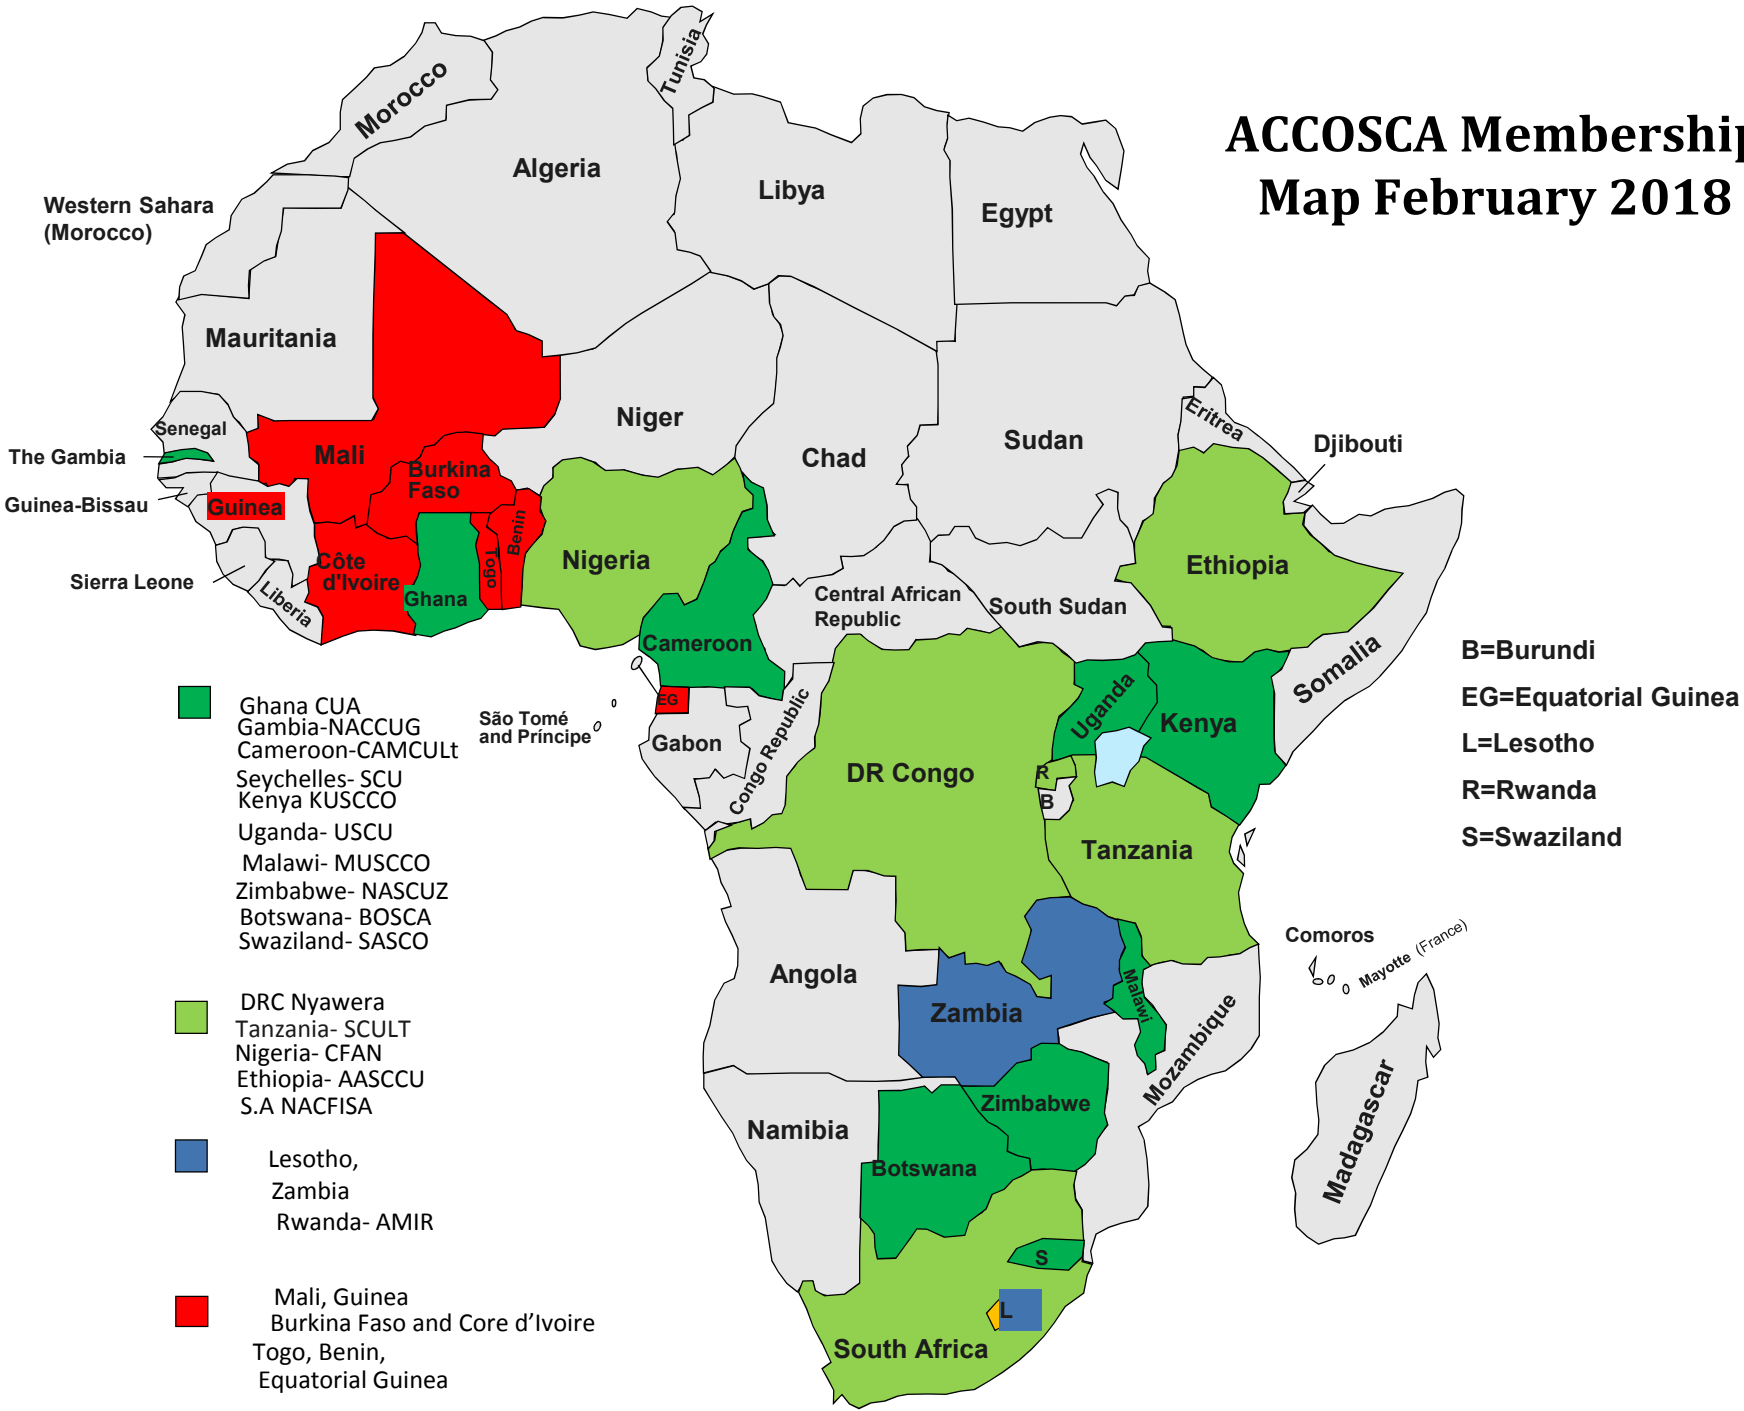 ACCOSCA Membership
Map February 2018
Tunisia
Morocco
Algeria
Libya
Egypt
Western Sahara
(Morocco)
Mauritania
Niger
Chad
Sudan
Eritrea
Djibouti
Senegal
The Gambia
Mali
Burkina
Faso
Guinea-Bissau
Guinea
Benin
Togo
Nigeria
Ethiopia
Côte
d'Ivoire
Ghana
Sierra Leone
Liberia
Central African
Republic
South Sudan
Cameroon
Somalia
EG
São Tomé
and Príncipe
Gabon
Congo Republic
DR Congo
Uganda
Kenya
R
B
Tanzania
B=Burundi
EG=Equatorial Guinea
L=Lesotho
R=Rwanda
S=Swaziland
Comoros
Mayotte (France)
Angola
Zambia
Malawi
Mozambique
Madagascar
Zimbabwe
Namibia
Botswana
S
L
South Africa
Ghana CUA
Gambia-NACCUG
Cameroon-CAMCULt
Seychelles- SCU
Kenya KUSCCO
Uganda- USCU
Malawi- MUSCCO
Zimbabwe- NASCUZ
Botswana- BOSCA
Swaziland- SASCO
DRC Nyawera
Tanzania- SCULT
Nigeria- CFAN
Ethiopia- AASCCU
S.A NACFISA
Lesotho,
Zambia
Rwanda- AMIR
Mali, Guinea
Burkina Faso and Core d’Ivoire
Togo, Benin,
Equatorial Guinea